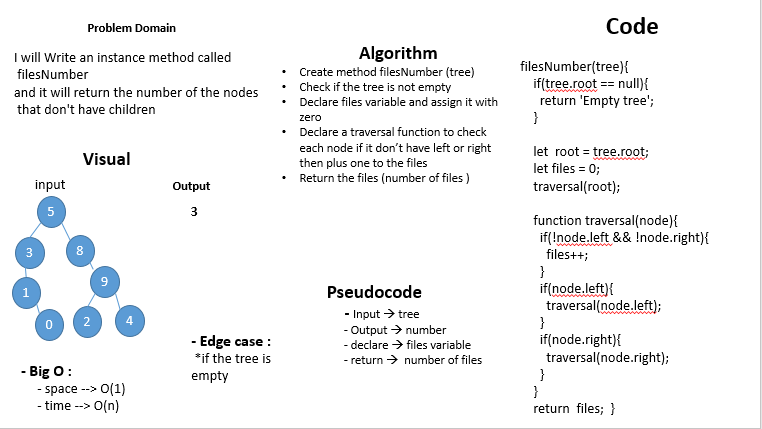 Problem Domain
I will Write an instance method called
filesNumber
and it will return the number of the nodes
that don't have children
Visual
input
Output
5
3
3
8
1
9
0
2
4
- Big O :
- space --> O(1)
- time --> O(n)
- Edge case :
*if the tree is
empty
Algorithm
• Create method filesNumber (tree)
• Check if the tree is not empty
• Declare files variable and assign it with
zero
• Declare a traversal function to check
each node if it don’t have left or right
then plus one to the files
• Return the files (number of files )
Pseudocode
- Input → tree
- Output → number
- declare → files variable
- return → number of files
Code
filesNumber(tree){
if(tree.root == null){
return 'Empty tree';
}
let root = tree.root;
let files = 0;
traversal(root);
function traversal(node){
if(!node.left && !node.right){
files++;
}
if(node.left){
traversal(node.left);
}
if(node.right){
traversal(node.right);
}
}
return files; }